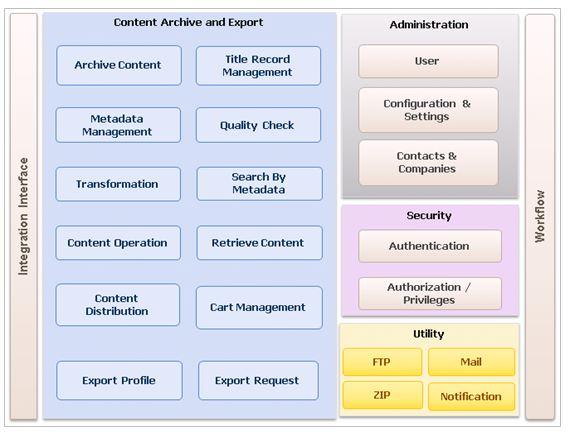 Integration Interface
Content Archive and Export
Archive Content
Title Record
Management
Metadata
Management
Quality Check
Transformation
Search By
Metadata
Content Operation
Retrieve Content
Content
Distribution
Cart Management
Export Profile
Export Request
Administration
User
Configuration &
Settings
Contacts &
Companies
Security
Authentication
Authorization /
Privileges
Utility
FTP
Mail
ZIP
Notification
Workflow